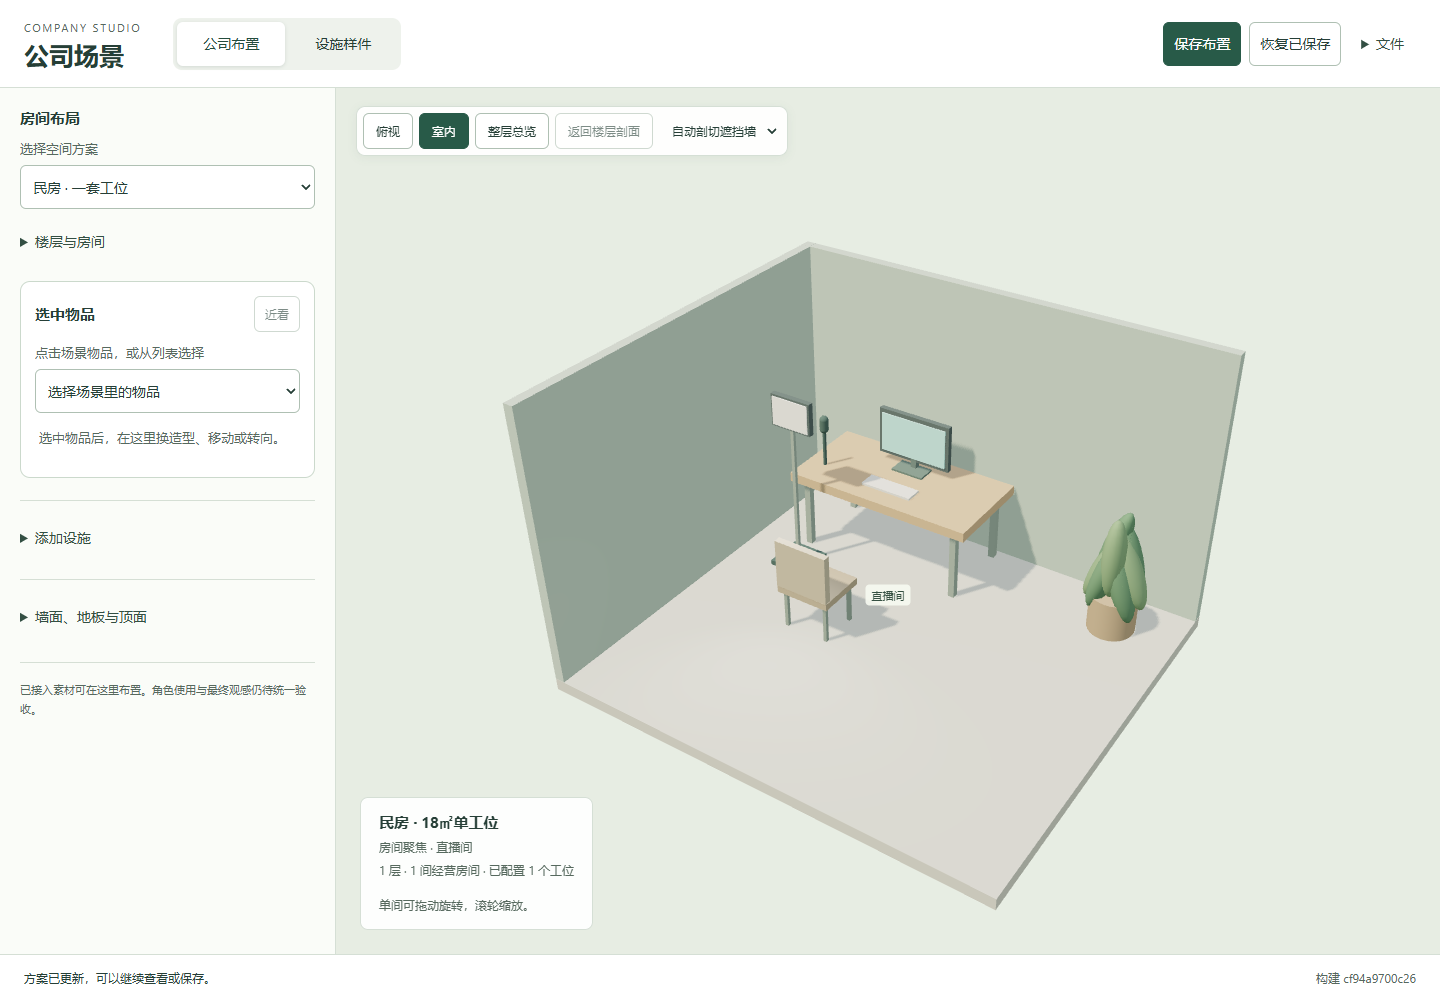 COMPANY STUDIO
公司场景
公司布置
设施样件
保存布置
恢复已保存
▶ 文件
房间布局
选择空间方案
民房 · 一套工位
▶ 楼层与房间
选中物品
近看
点击场景物品，或从列表选择
选择场景里的物品
选中物品后，在这里换造型、移动或转向。
▶ 添加设施
▶ 墙面、地板与顶面
已接入素材可在这里布置。角色使用与最终观感仍待统一验
收。
俯视
室内
整层总览
返回楼层剖面
自动剖切遮挡墙
直播间
民房 · 18㎡单工位
房间聚焦 · 直播间
1 层 · 1 间经营房间 · 已配置 1 个工位
单间可拖动旋转，滚轮缩放。
方案已更新，可以继续查看或保存。
构建 cf94a9700c26